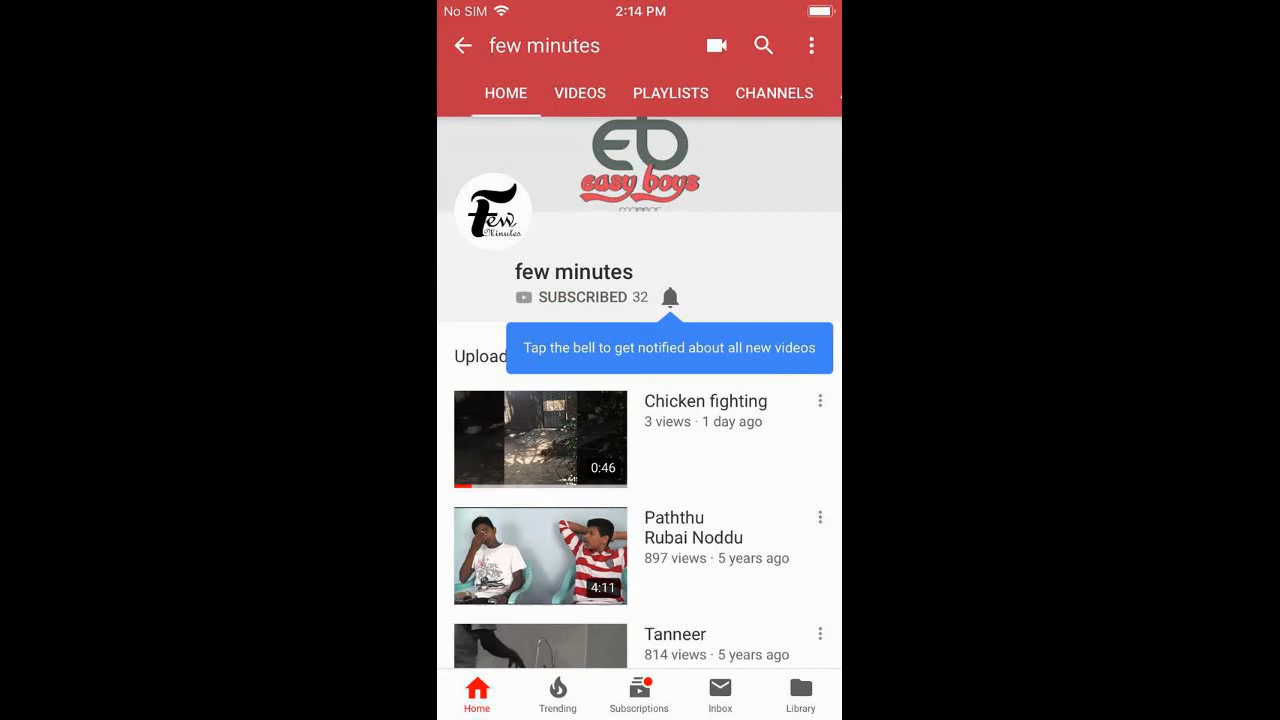 No SIM 2:14 PM
few minutes
HOME VIDEOS PLAYLISTS CHANNELS
easy boys
Few
Minutes
few minutes
SUBSCRIBED 32
Tap the bell to get notified about all new videos
Upload
Chicken fighting
3 views · 1 day ago
0:46
Paththu
Rubai Noddu
897 views · 5 years ago
4:11
Tanneer
814 views · 5 years ago
Home Trending Subscriptions Inbox Library